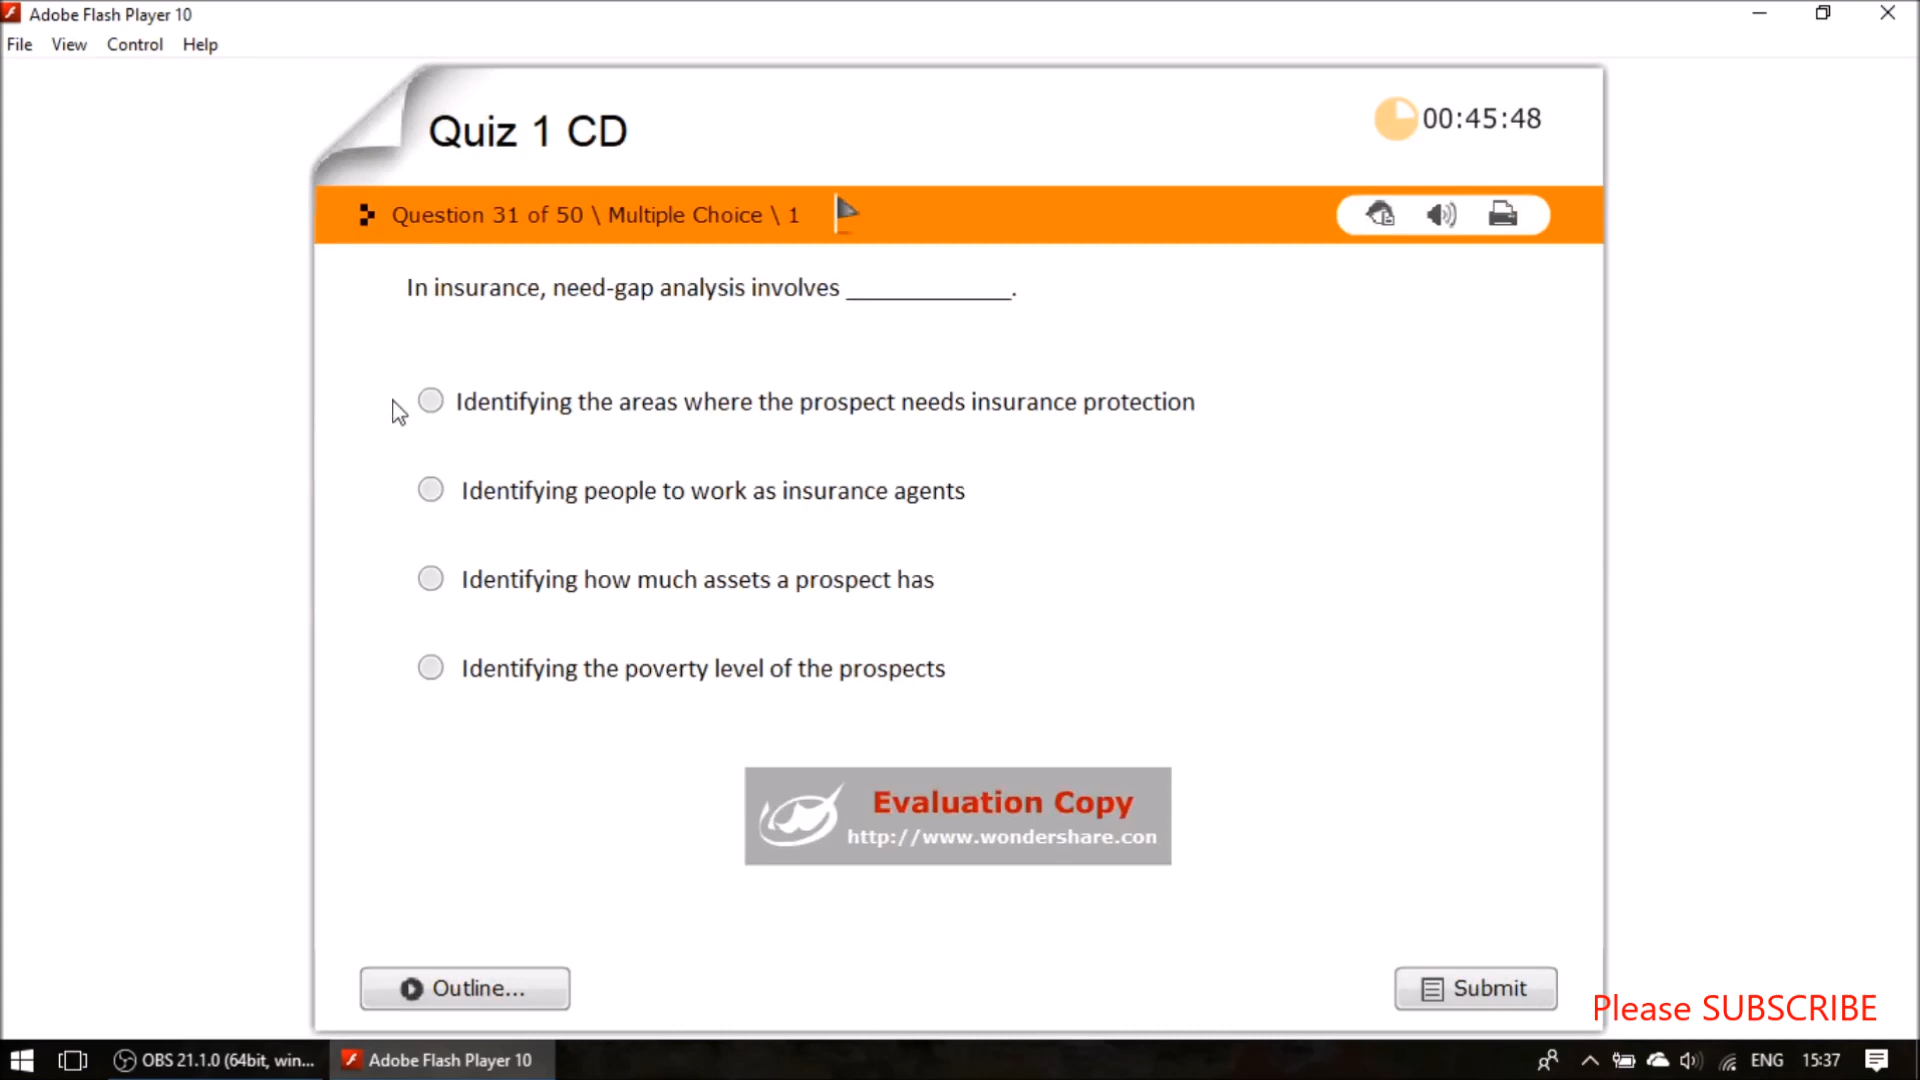 Adobe Flash Player 10
File View Control Help
Quiz 1 CD
00:45:48
Question 31 of 50 \ Multiple Choice \ 1
In insurance, need-gap analysis involves _____________.
Identifying the areas where the prospect needs insurance protection
Identifying people to work as insurance agents
Identifying how much assets a prospect has
Identifying the poverty level of the prospects
Evaluation Copy
http://www.wondershare.con
Outline...
Submit
Please SUBSCRIBE
OBS 21.1.0 (64bit, win...
Adobe Flash Player 10
ENG
15:37